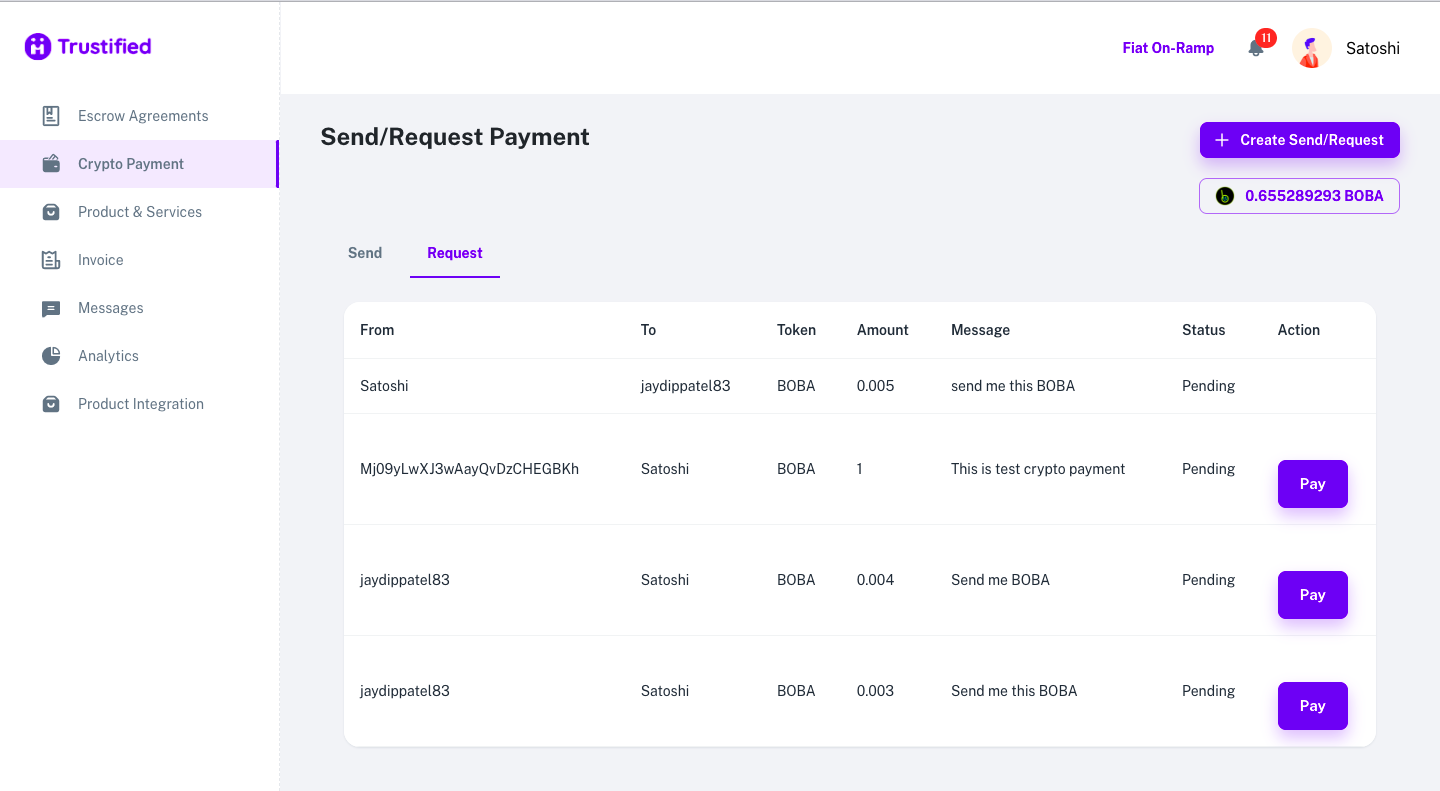 Trustified
Fiat On-Ramp
11
Satoshi
Escrow Agreements
Crypto Payment
Product & Services
Invoice
Messages
Analytics
Product Integration
Send/Request Payment
Create Send/Request
0.655289293 BOBA
Send Request
From To Token Amount Message Status Action
Satoshi jaydippatel83 BOBA 0.005 send me this BOBA Pending
Mj09yLwXJ3wAayQvDzCHEGBKh Satoshi BOBA 1 This is test crypto payment Pending Pay
jaydippatel83 Satoshi BOBA 0.004 Send me BOBA Pending Pay
jaydippatel83 Satoshi BOBA 0.003 Send me this BOBA Pending Pay